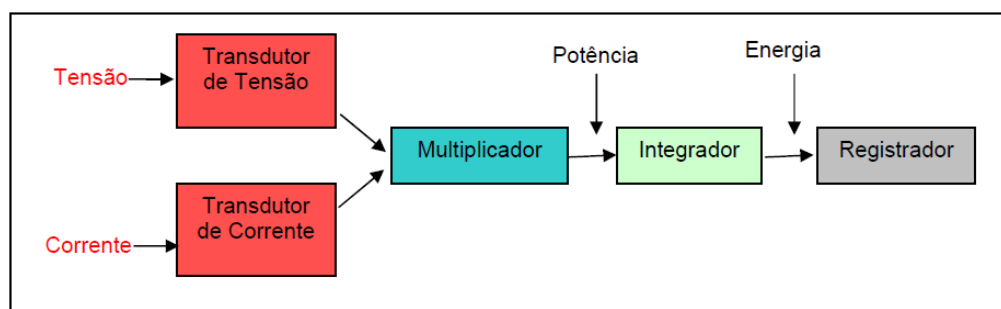 Tensão
Transdutor
de Tensão
Corrente
Transdutor
de Corrente
Multiplicador
Potência
Integrador
Energia
Registrador